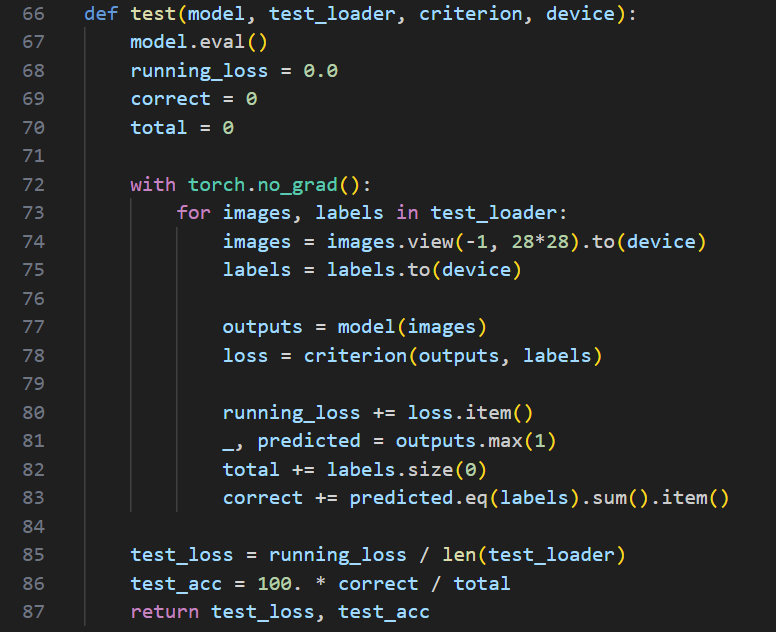 66 def test(model, test_loader, criterion, device):
67     model.eval()
68     running_loss = 0.0
69     correct = 0
70     total = 0
71
72     with torch.no_grad():
73         for images, labels in test_loader:
74             images = images.view(-1, 28*28).to(device)
75             labels = labels.to(device)
76
77             outputs = model(images)
78             loss = criterion(outputs, labels)
79
80             running_loss += loss.item()
81             _, predicted = outputs.max(1)
82             total += labels.size(0)
83             correct += predicted.eq(labels).sum().item()
84
85     test_loss = running_loss / len(test_loader)
86     test_acc = 100. * correct / total
87     return test_loss, test_acc